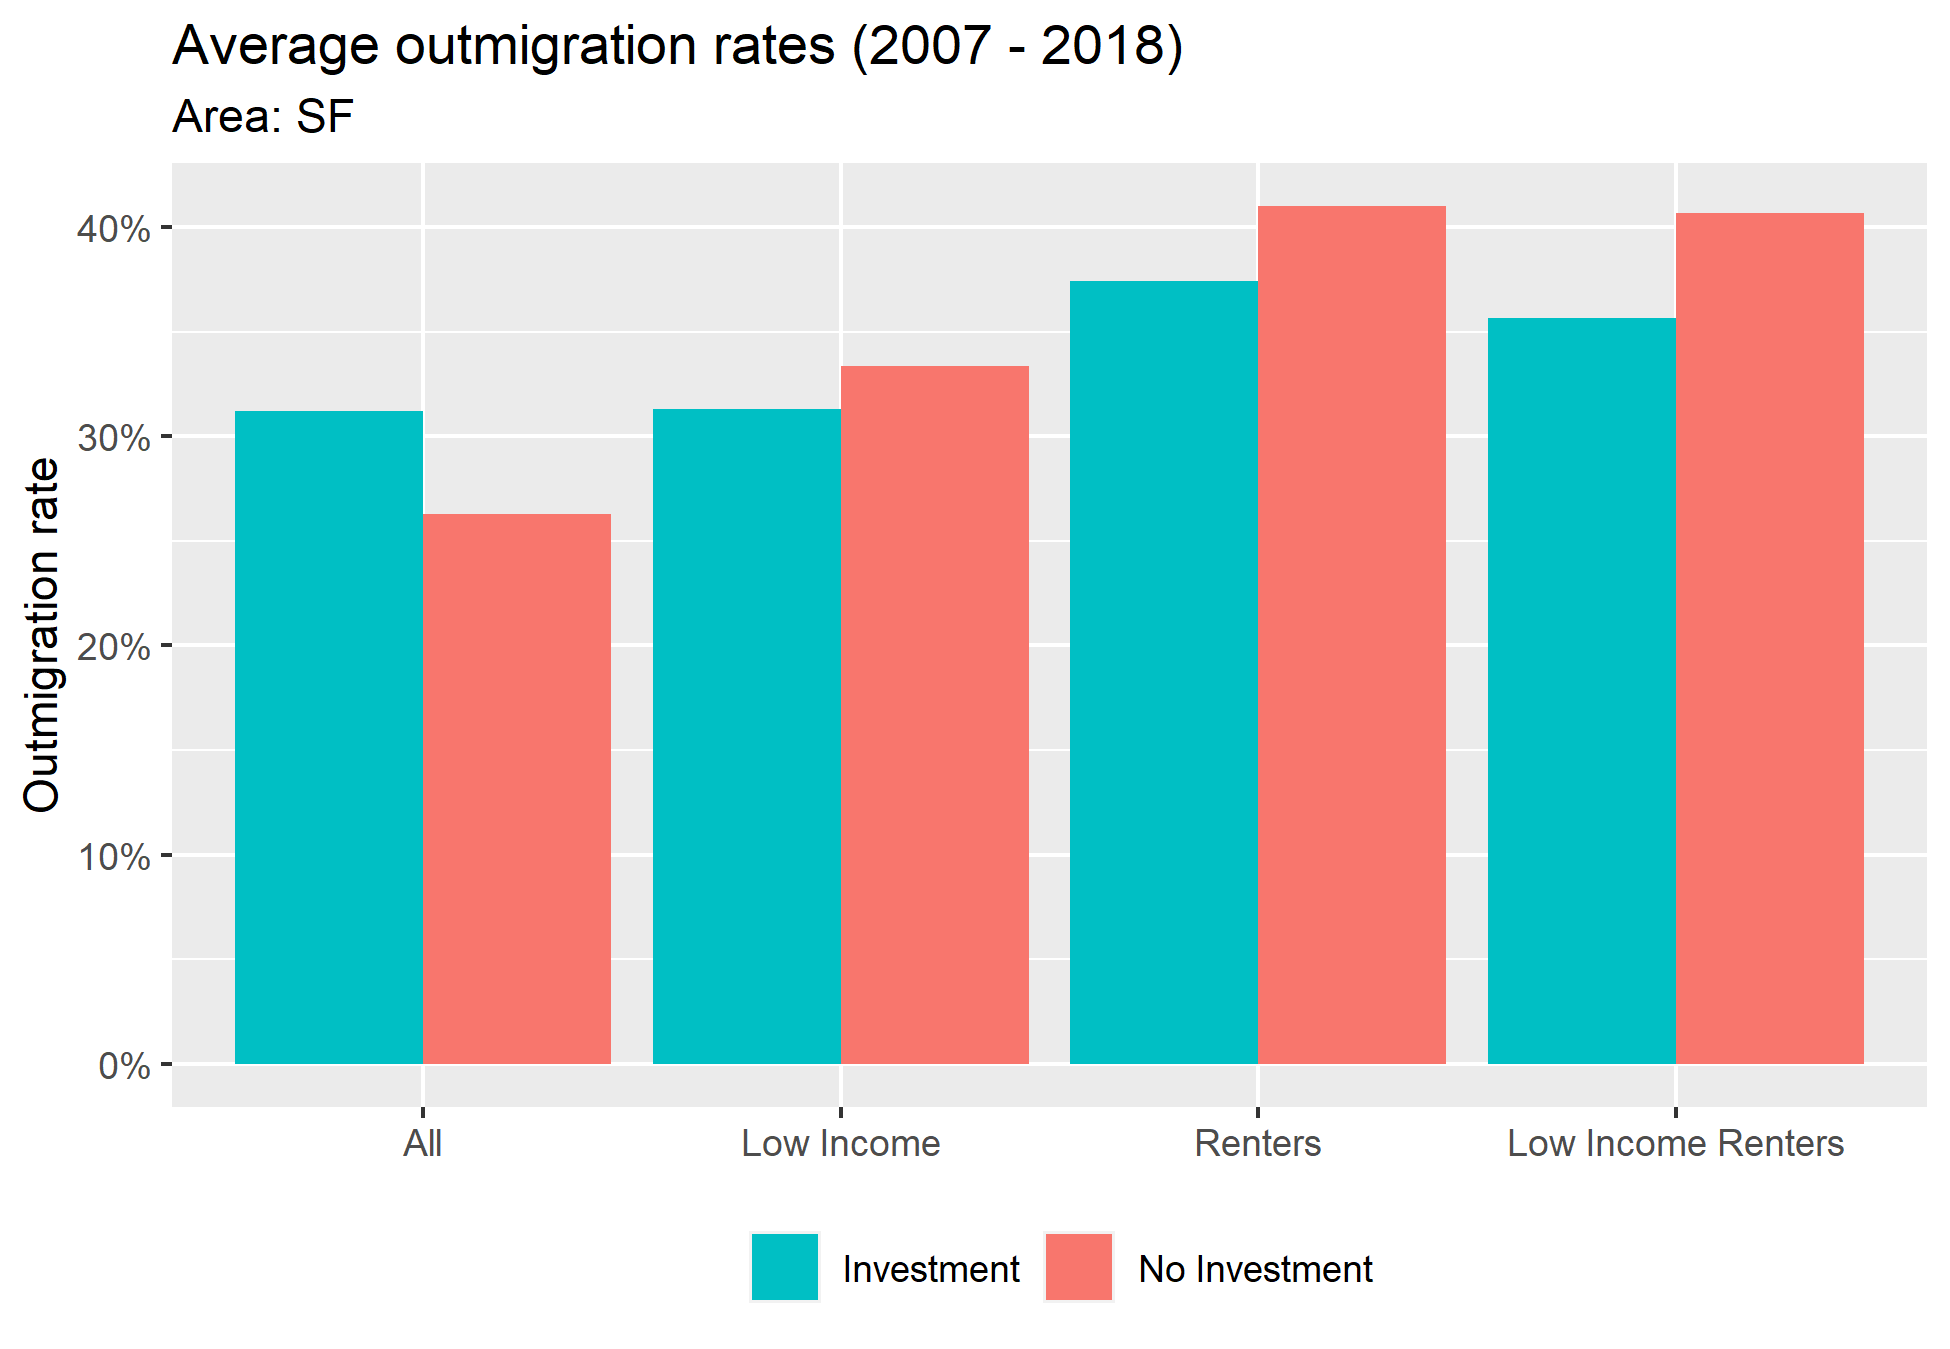 Average outmigration rates (2007 - 2018)
Area: SF
Outmigration rate
40%
30%
20%
10%
0%
All
Low Income
Renters
Low Income Renters
Investment
No Investment